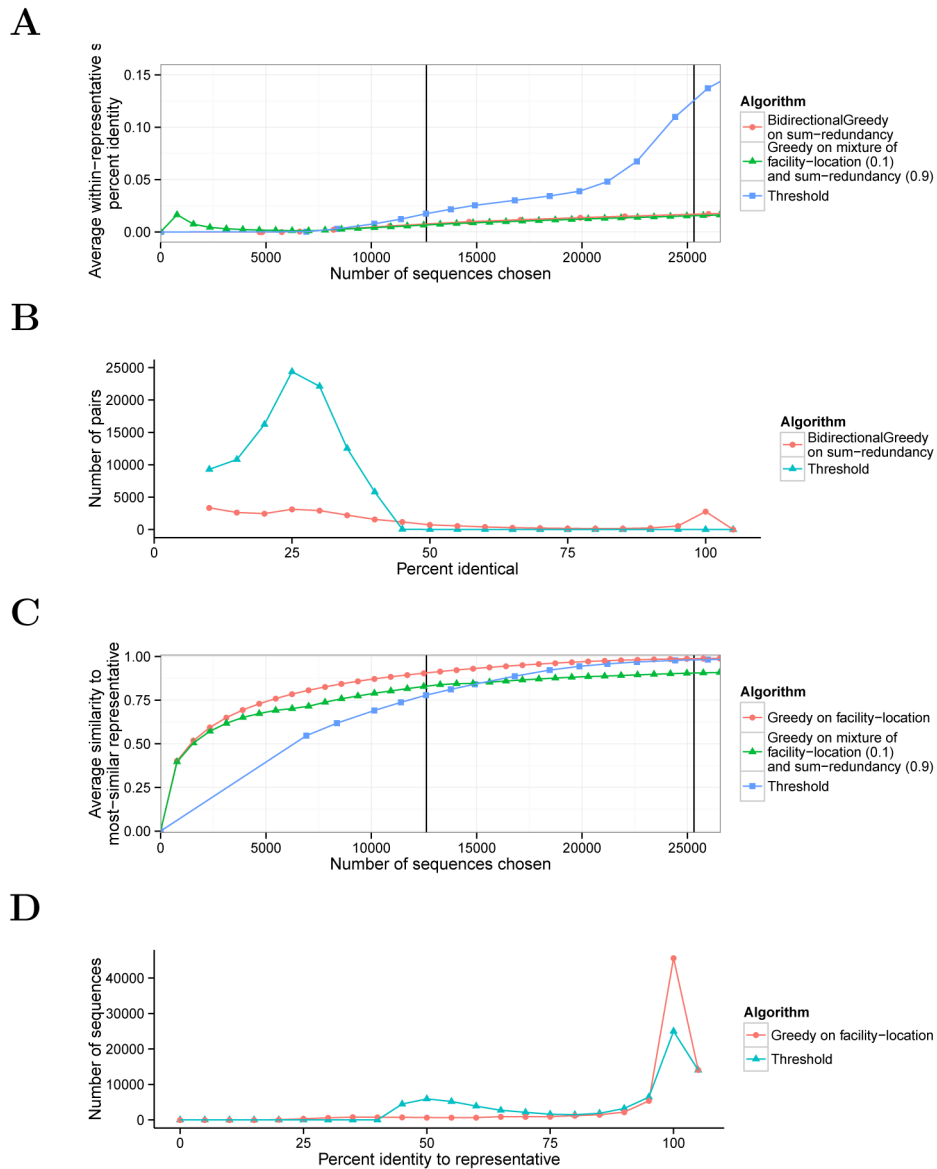 A
Average within−representative s
percent identity
0.15
0.10
0.05
0.00
0
5000
10000
15000
20000
25000
Number of sequences chosen
Algorithm
BidirectionalGreedy
on sum−redundancy
Greedy on mixture of
facility−location (0.1)
and sum−redundancy (0.9)
Threshold
B
Number of pairs
25000
20000
15000
10000
5000
0
0
25
50
75
100
Percent identical
Algorithm
BidirectionalGreedy
on sum−redundancy
Threshold
C
Average similarity to
most−similar representative
1.00
0.75
0.50
0.25
0.00
0
5000
10000
15000
20000
25000
Number of sequences chosen
Algorithm
Greedy on facility−location
Greedy on mixture of
facility−location (0.1)
and sum−redundancy (0.9)
Threshold
D
Number of sequences
40000
30000
20000
10000
0
0
25
50
75
100
Percent identity to representative
Algorithm
Greedy on facility−location
Threshold